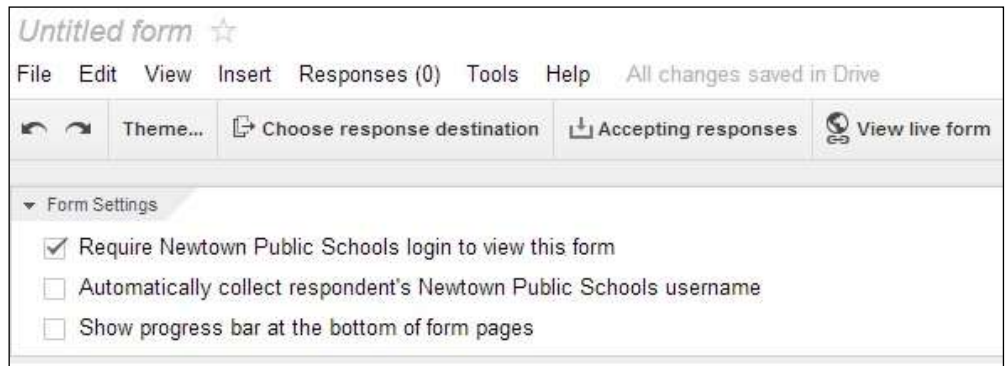 Untitled form
File Edit View Insert Responses (0) Tools Help All changes saved in Drive
Theme... Choose response destination Accepting responses View live form
Form Settings
Require Newtown Public Schools login to view this form
Automatically collect respondent's Newtown Public Schools username
Show progress bar at the bottom of form pages